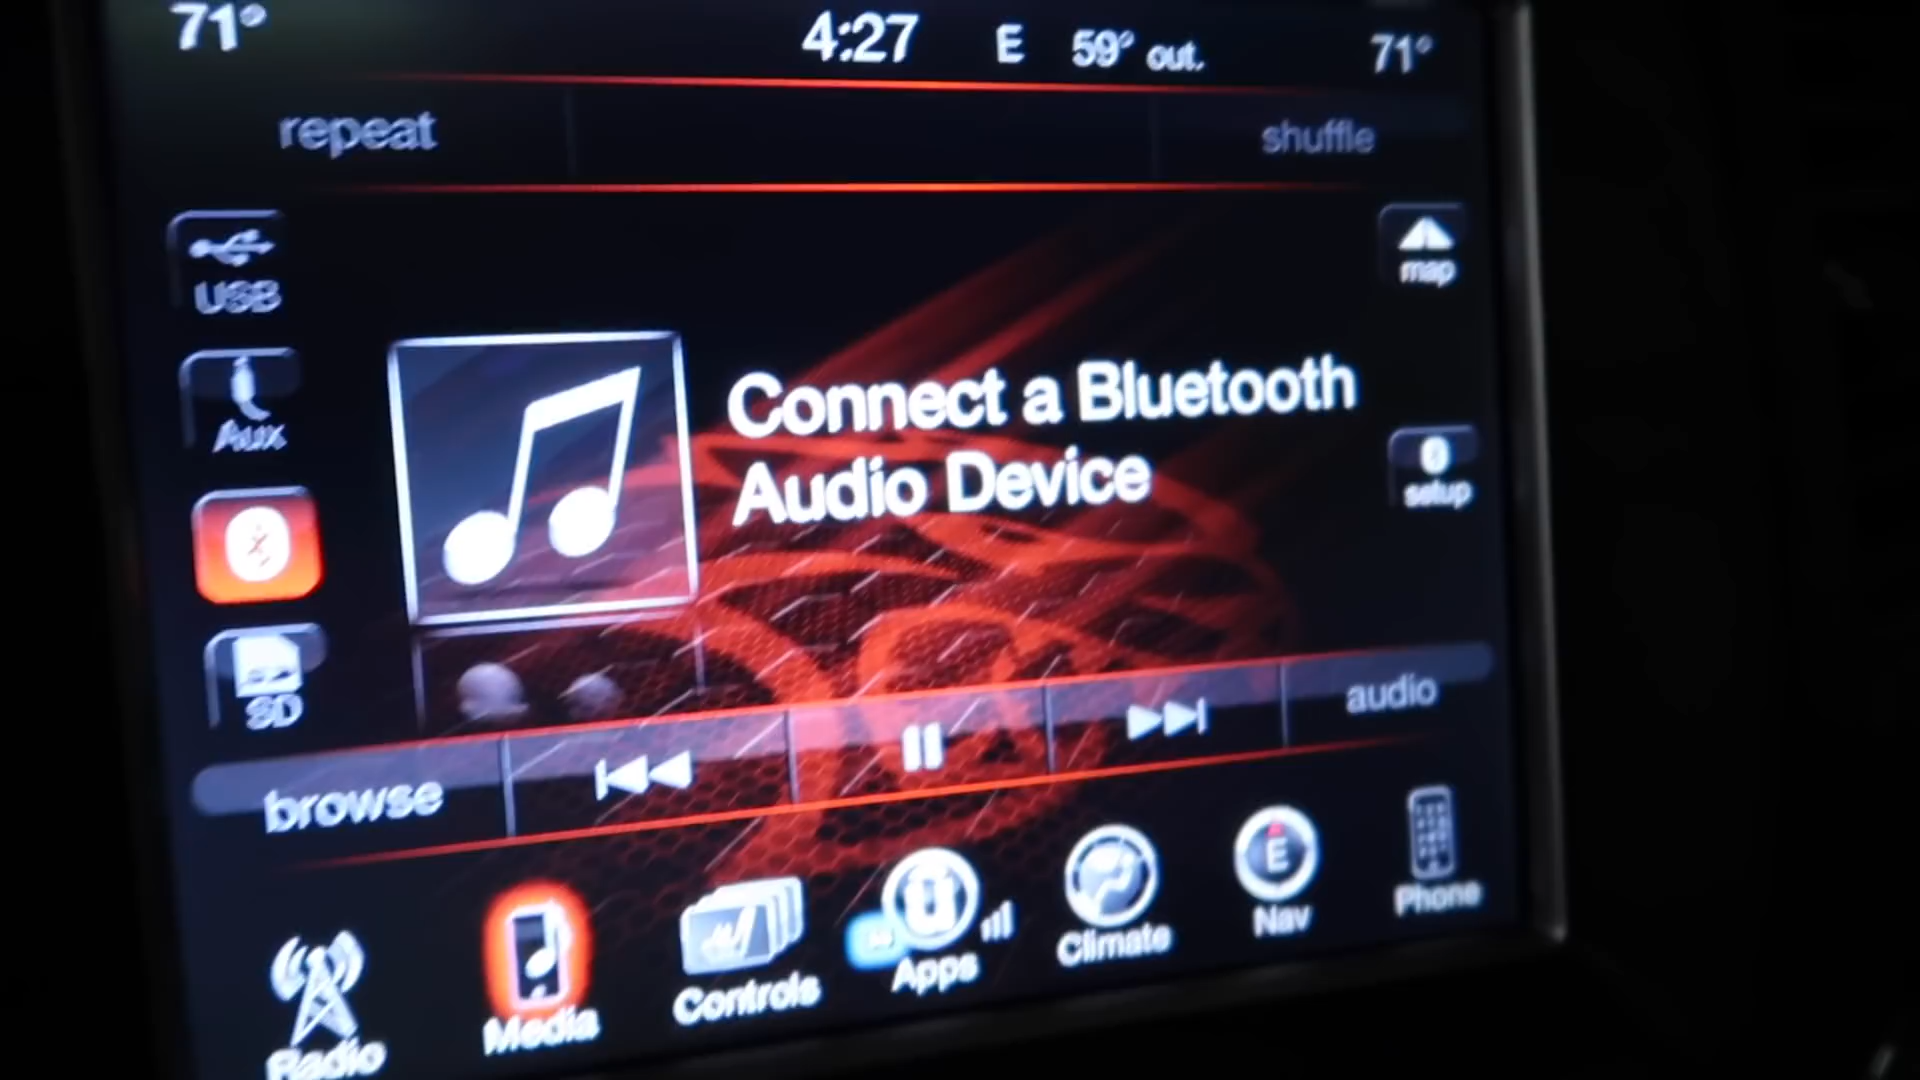 71° 4:27 E 59° out. 71°
repeat shuffle
USB
map
Aux
Connect a Bluetooth
Audio Device
setup
SD
browse audio
Radio Media Controls Apps Climate E Nav Phone